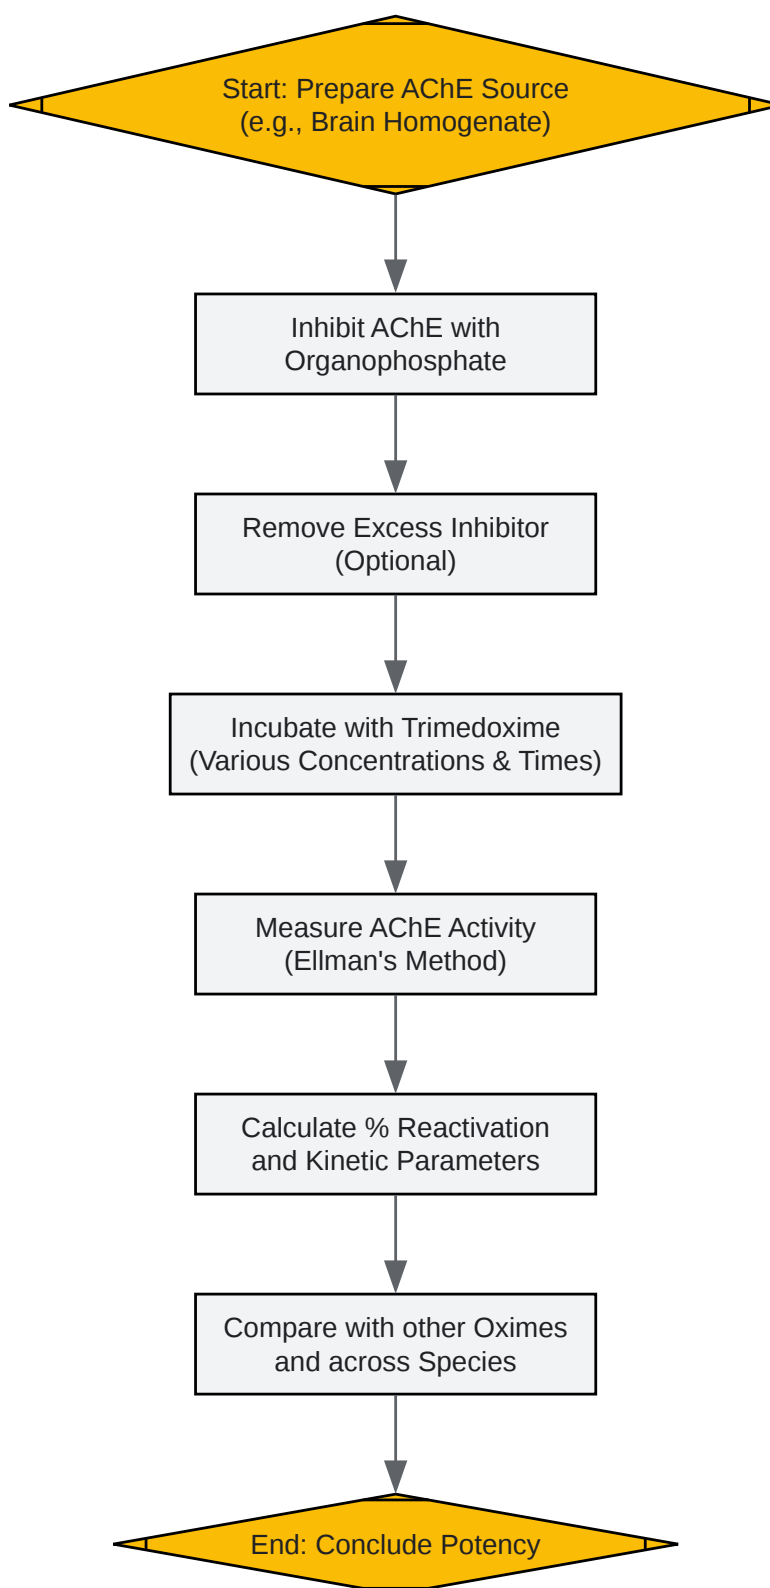 Start: Prepare AChE Source
(e.g., Brain Homogenate)
Inhibit AChE with
Organophosphate
Remove Excess Inhibitor
(Optional)
Incubate with Trimedoxime
(Various Concentrations & Times)
Measure AChE Activity
(Ellman's Method)
Calculate % Reactivation
and Kinetic Parameters
Compare with other Oximes
and across Species
End: Conclude Potency